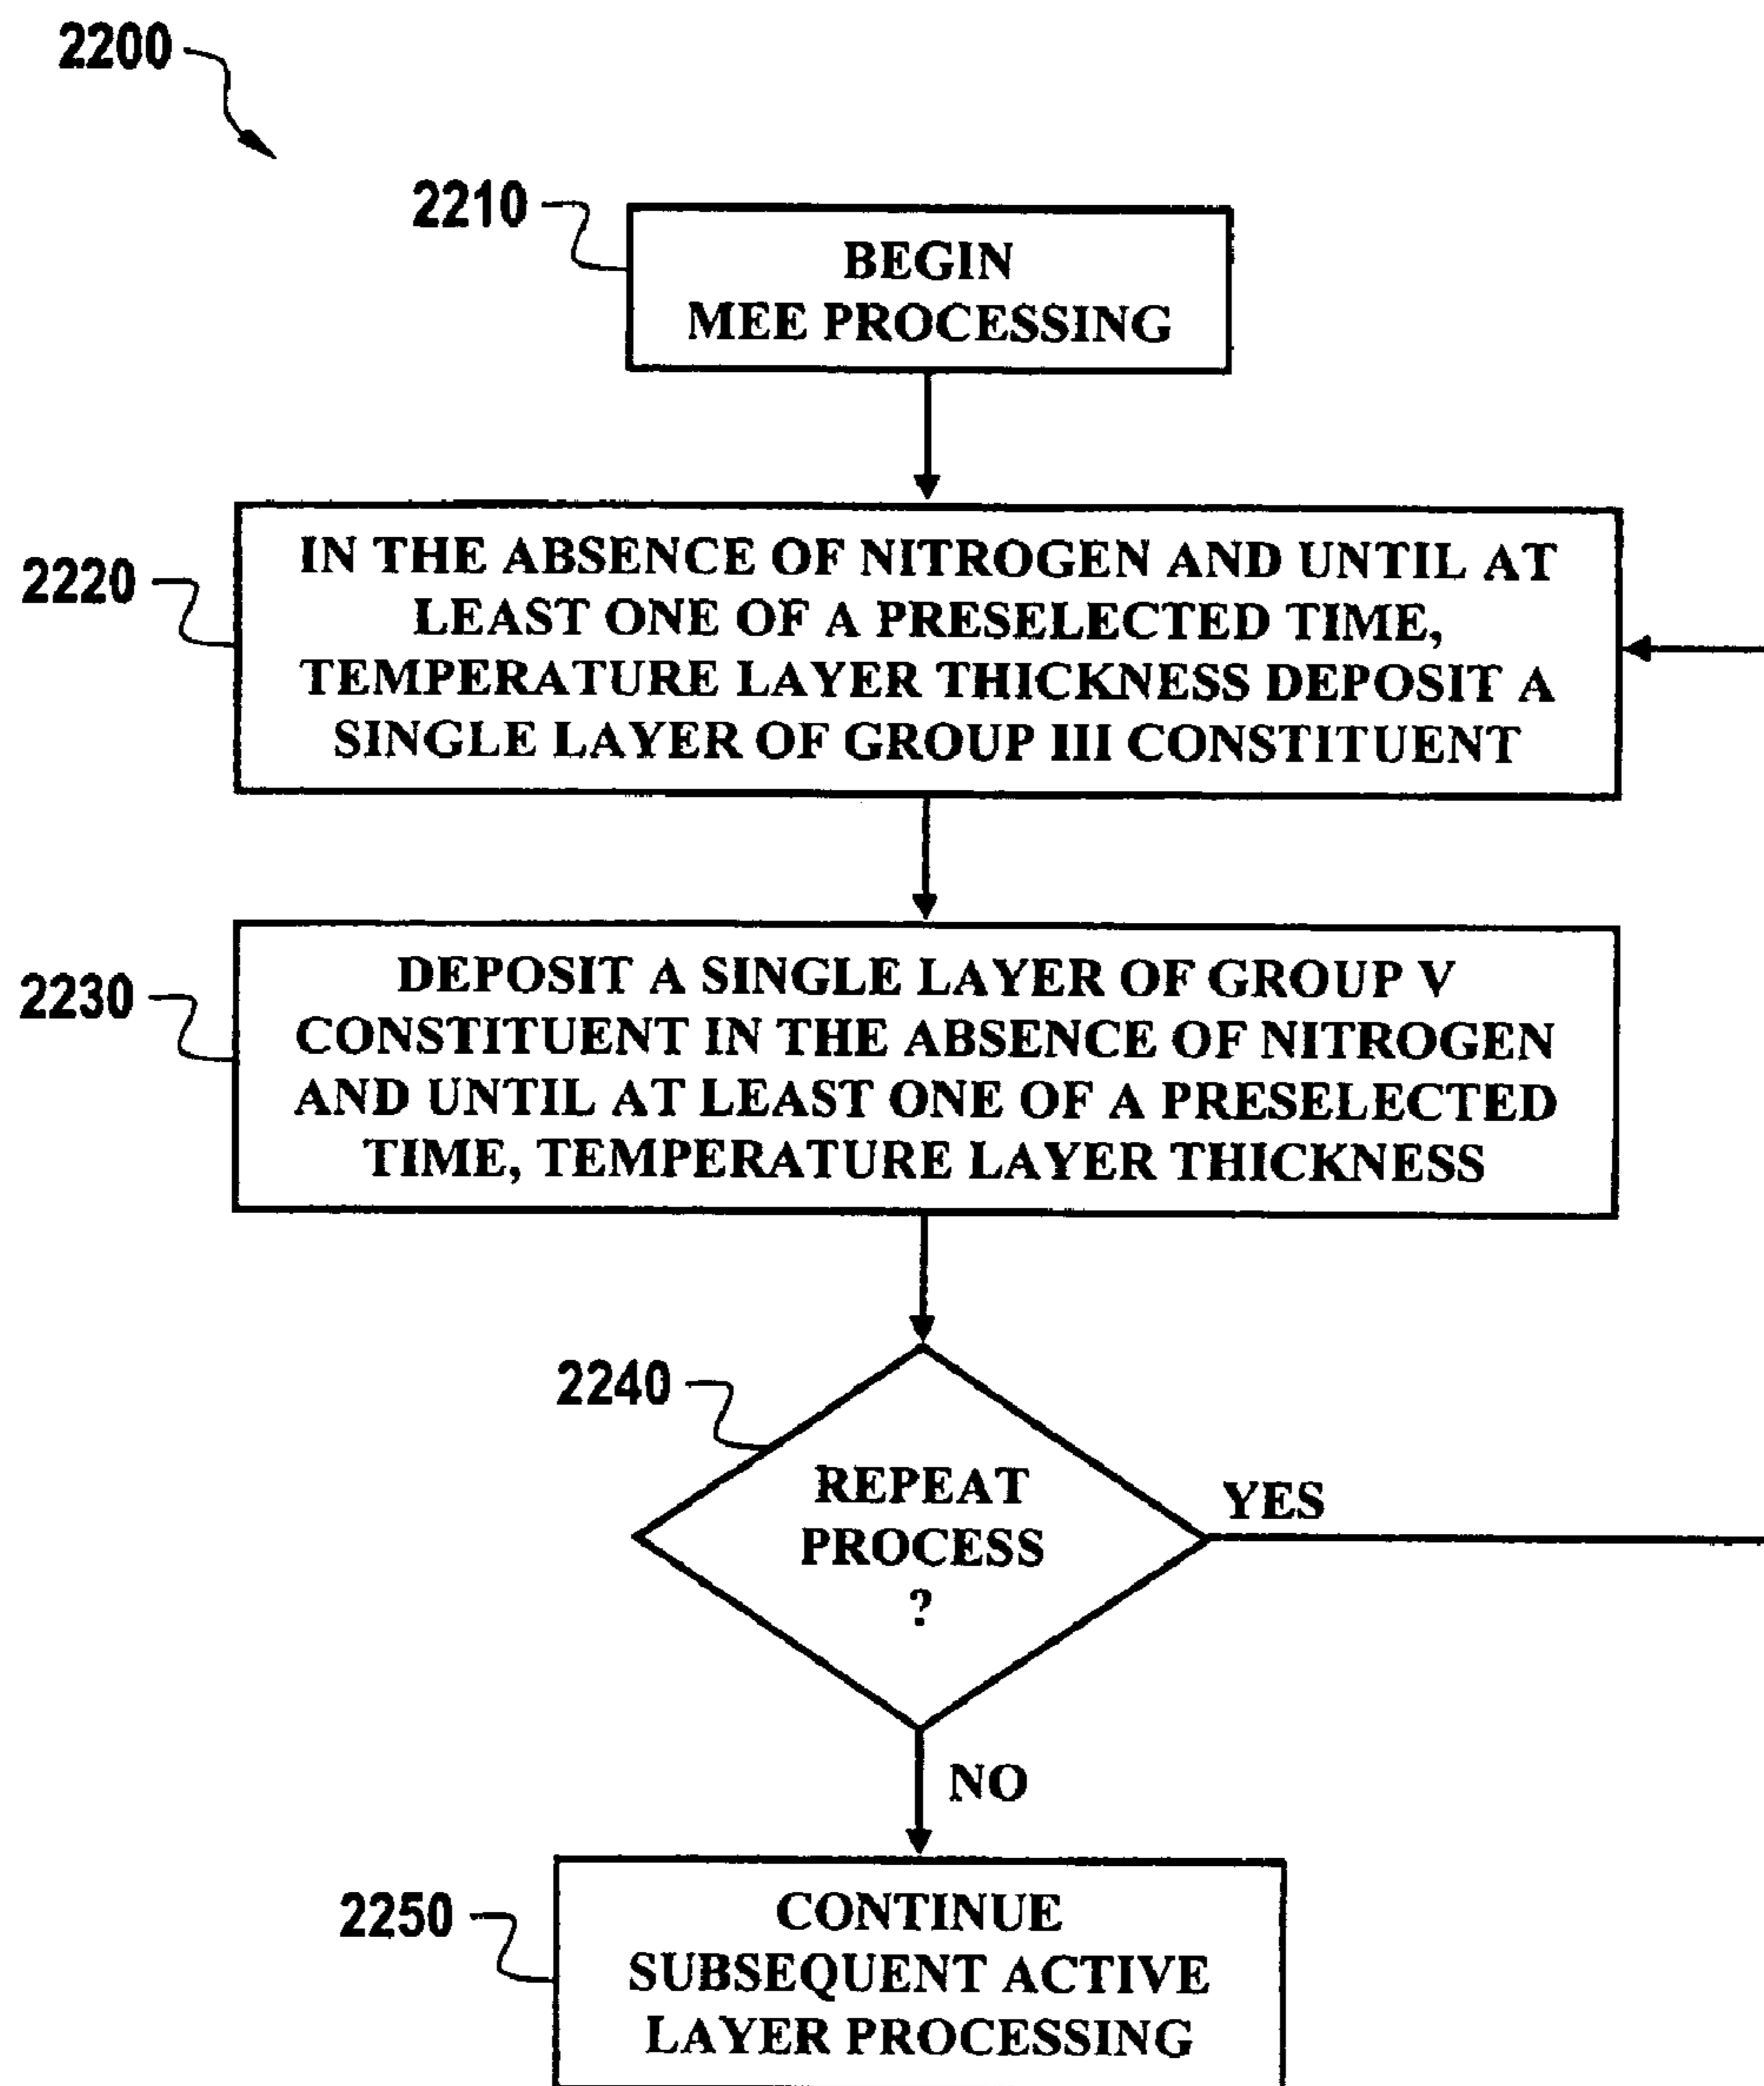 2200
2210
BEGIN
MEE PROCESSING
2220
IN THE ABSENCE OF NITROGEN AND UNTIL AT
LEAST ONE OF A PRESELECTED TIME,
TEMPERATURE LAYER THICKNESS DEPOSIT A
SINGLE LAYER OF GROUP III CONSTITUENT
2230
DEPOSIT A SINGLE LAYER OF GROUP V
CONSTITUENT IN THE ABSENCE OF NITROGEN
AND UNTIL AT LEAST ONE OF A PRESELECTED
TIME, TEMPERATURE LAYER THICKNESS
2240
REPEAT
PROCESS
?
YES
NO
2250
CONTINUE
SUBSEQUENT ACTIVE
LAYER PROCESSING